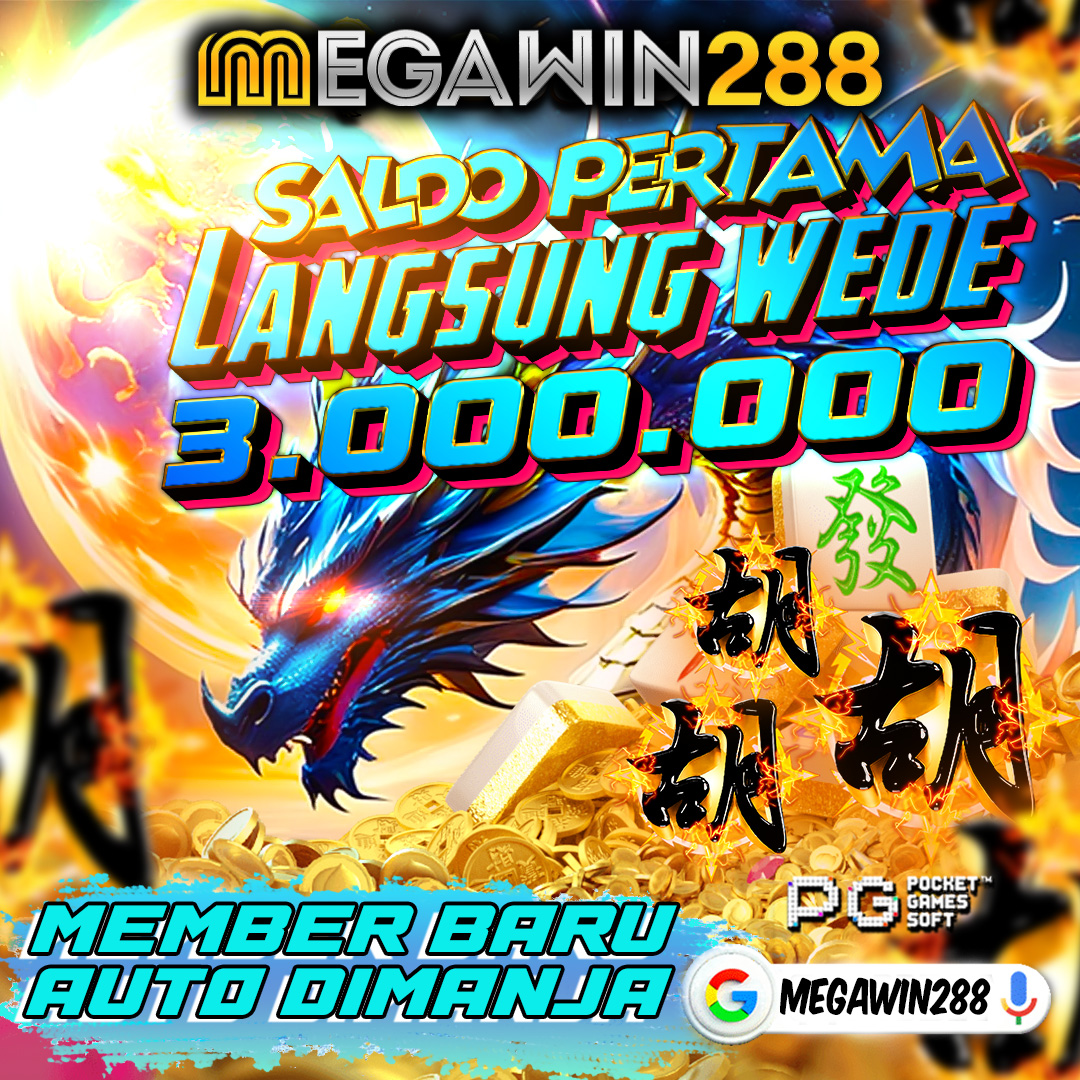 MEGAWIN288
SALDO PERTAMA
LANGSUNG WEDE
3.000.000
發
胡
胡
胡
MEMBER BARU
AUTO DIMANJA
PG POCKET GAMES SOFT™
G MEGAWIN288